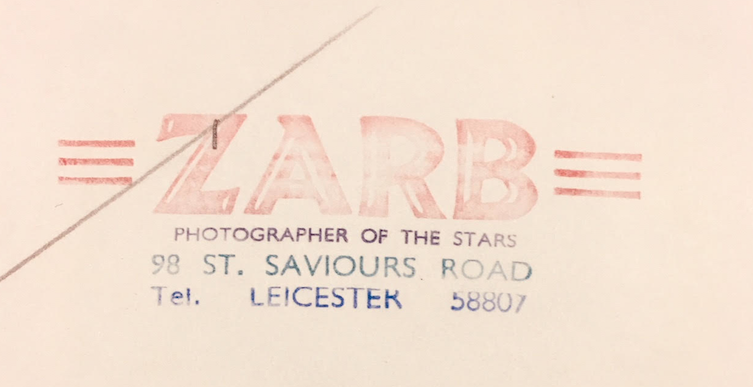 ZARB
PHOTOGRAPHER OF THE STARS
98 ST. SAVIOURS ROAD
Tel. LEICESTER 58807